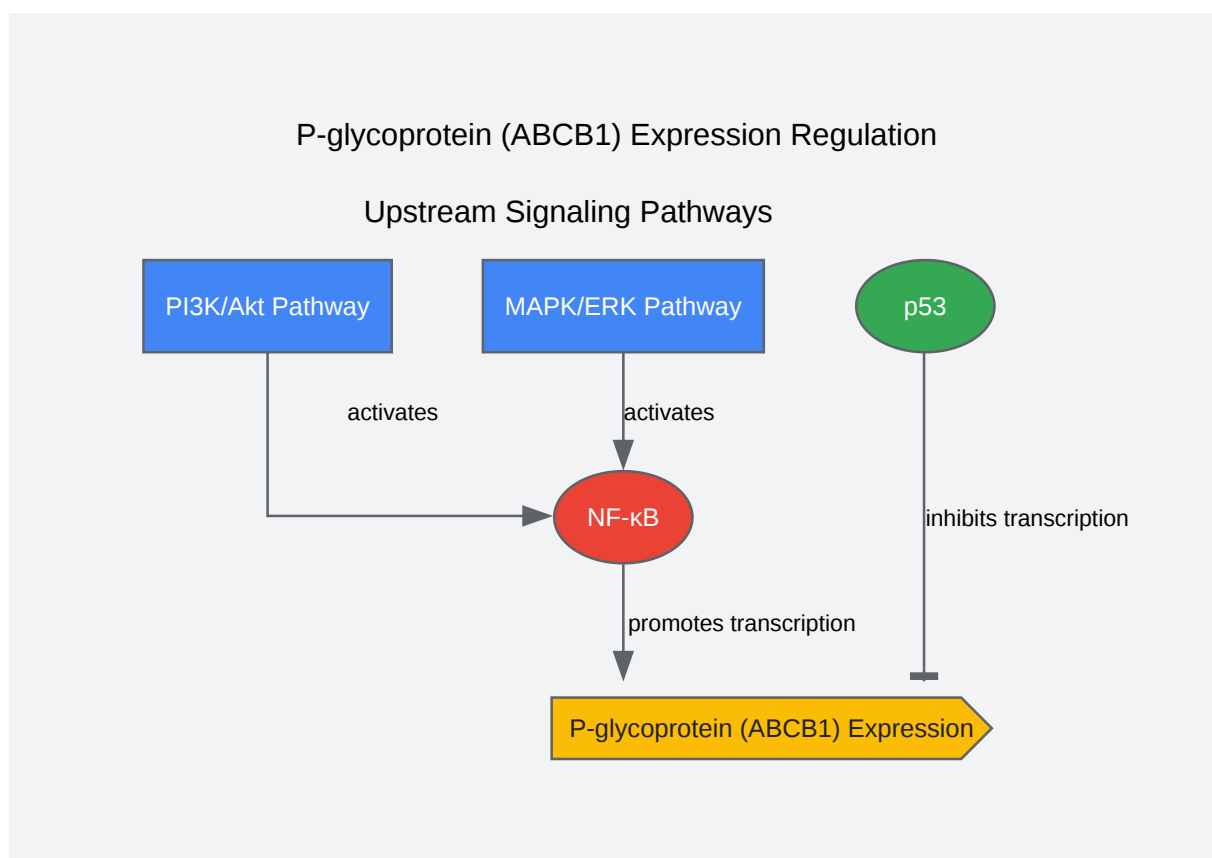 P-glycoprotein (ABCB1) Expression Regulation
Upstream Signaling Pathways
PI3K/Akt Pathway
MAPK/ERK Pathway
p53
activates
activates
NF-κB
inhibits transcription
promotes transcription
P-glycoprotein (ABCB1) Expression